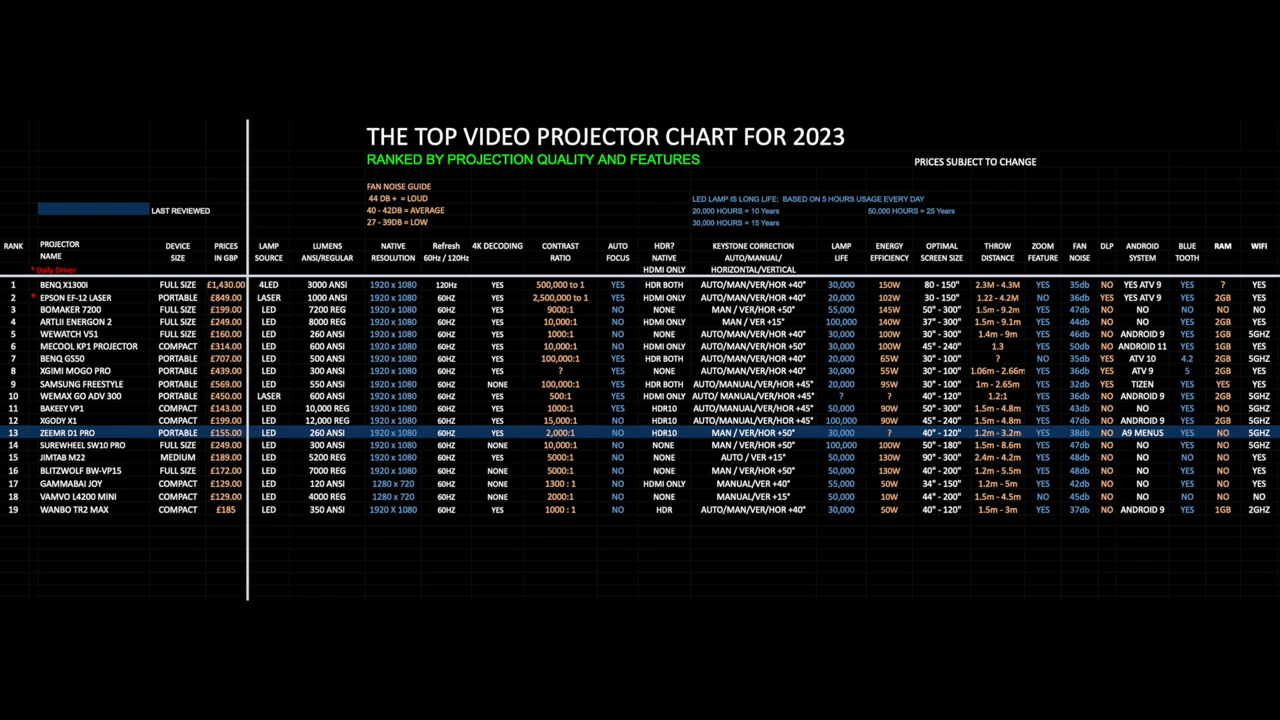 THE TOP VIDEO PROJECTOR CHART FOR 2023
RANKED BY PROJECTION QUALITY AND FEATURES
PRICES SUBJECT TO CHANGE
FAN NOISE GUIDE
44 DB + = LOUD
40 - 42DB = AVERAGE
27 - 39DB = LOW
LED LAMP IS LONG LIFE: BASED ON 5 HOURS USAGE EVERY DAY
20,000 HOURS = 10 Years 50,000 HOURS = 25 Years
30,000 HOURS = 15 Years
LAST REVIEWED
RANK PROJECTOR DEVICE PRICES LAMP LUMENS NATIVE Refresh 4K DECODING CONTRAST AUTO HDR? KEYSTONE CORRECTION LAMP ENERGY OPTIMAL THROW ZOOM FAN DLP ANDROID BLUE RAM WIFI
NAME SIZE IN GBP SOURCE ANSI/REGULAR RESOLUTION 60Hz / 120Hz RATIO FOCUS NATIVE AUTO/MANUAL/ LIFE EFFICIENCY SCREEN SIZE DISTANCE FEATURE NOISE SYSTEM TOOTH
* Daily Driver HDMI ONLY HORIZONTAL/VERTICAL
1 BENQ X1300i FULL SIZE £1,430.00 4LED 3000 ANSI 1920 x 1080 120Hz YES 500,000 to 1 YES HDR BOTH AUTO/MAN/VER/HOR +40° 30,000 150W 80 - 150" 2.3M - 4.3M YES 35db NO YES ATV 9 YES ? YES
2 * EPSON EF-12 LASER PORTABLE £849.00 LASER 1000 ANSI 1920 x 1080 60HZ YES 2,500,000 to 1 YES HDMI ONLY AUTO/MAN/VER/HOR +40° 20,000 102W 30 - 150" 1.22 - 4.2M NO 36db NO YES ATV 9 YES 2GB YES
3 BOMAKER 7200 FULL SIZE £199.00 LED 7200 REG 1920 x 1080 60HZ YES 9000:1 NO NONE MAN / VER/HOR +50° 55,000 145W 50" - 300" 1.5m - 9.2m YES 47db NO NO NO NO NO
4 ARTLII ENERGON 2 FULL SIZE £249.00 LED 8000 REG 1920 x 1080 60HZ YES 10,000:1 NO HDMI ONLY MAN / VER +15° 100,000 140W 37" - 300" 1.5m - 9.1m YES 44db NO NO YES 2GB YES
5 WEWATCH V51 FULL SIZE £160.00 LED 260 ANSI 1920 x 1080 60HZ YES 1000:1 NO NONE AUTO/MAN/VER/HOR +40° 30,000 100W 30" - 300" 1.4m - 9m YES 46db NO ANDROID 9 YES 1GB 5GHZ
6 MECOOL KP1 PROJECTOR COMPACT £314.00 LED 600 ANSI 1920 x 1080 60HZ YES 10,000:1 NO HDMI ONLY AUTO/MAN/VER/HOR +40° 30,000 100W 45" - 240" 1.3 YES 50db NO ANDROID 11 YES 1GB YES
7 BENQ GS50 PORTABLE £707.00 LED 500 ANSI 1920 x 1080 60HZ YES 100,000:1 YES HDR BOTH AUTO/MAN/VER/HOR +40° 20,000 65W 30" - 100" ? NO 35db YES ATV 10 4.2 2GB 5GHZ
8 XGIMI MOGO PRO PORTABLE £439.00 LED 300 ANSI 1920 x 1080 60HZ YES ? YES NONE AUTO/MAN/VER/HOR +40° 30,000 55W 30" - 100" 1.06m - 2.66m YES 36db YES ATV 9 5 2GB YES
9 SAMSUNG FREESTYLE PORTABLE £569.00 LED 550 ANSI 1920 x 1080 60HZ NONE 100,000:1 YES HDR BOTH AUTO/MANUAL/VER/HOR +45° 20,000 95W 30" - 100" 1m - 2.65m YES 32db YES TIZEN YES YES YES
10 WEMAX GO ADV 300 PORTABLE £450.00 LASER 600 ANSI 1920 x 1080 60HZ YES 500:1 YES HDMI ONLY AUTO/ MANUAL/VER/HOR +45° ? ? 40" - 120" 1.2:1 NO ? YES ANDROID 9 YES 2GB 5GHZ
11 BAKEEY VP1 COMPACT £143.00 LED 10,000 REG 1920 x 1080 60HZ YES 1000:1 YES HDR10 AUTO/MANUAL/VER/HOR +45° 50,000 90W 50" - 300" 1.5m - 4.8m YES 43db NO NO YES NO 5GHZ
12 XGODY X1 COMPACT £199.00 LED 12,000 REG 1920 x 1080 60HZ YES 15,000:1 YES HDR10 AUTO/MANUAL/VER/HOR +45° 100,000 90W 45" - 240" 1.5m - 4.8m YES 47db NO ANDROID 9 YES 2GB 5GHZ
13 ZEEMR D1 PRO PORTABLE £155.00 LED 260 ANSI 1920 x 1080 60HZ YES 2,000:1 NO HDR10 MAN / VER/HOR +50° 30,000 ? 40" - 120" 1.2m - 3.2m YES 38db NO A9 MENUS YES NO 5GHZ
14 SUREWHEEL SW10 PRO FULL SIZE £249.00 LED 300 ANSI 1920 x 1080 60HZ NONE 10,000:1 NO NONE MAN / VER/HOR +50° 100,000 100W 50" - 180" 1.5m - 8.6m YES 47db NO NO YES NO 5GHZ
15 JIMTAB M22 MEDIUM £189.00 LED 5200 REG 1920 x 1080 60HZ YES 5000:1 NO NONE AUTO / VER +15° 50,000 130W 90" - 300" 2.4m - 4.2m YES 48db NO NO NO NO NO
16 BLITZWOLF BW-VP15 FULL SIZE £172.00 LED 7000 REG 1920 x 1080 60HZ NONE 5000:1 NO NONE MAN / VER/HOR +50° 50,000 130W 40" - 200" 1.2m - 5.5m YES 48db NO NO YES NO YES
17 GAMMABAI JOY COMPACT £129.00 LED 120 ANSI 1280 x 720 60HZ NONE 1300 : 1 NO HDMI ONLY MANUAL/VER +40° 55,000 50W 34" - 150" 1.2m - 5m YES 42db NO NO NO NO YES
18 VAMVO L4200 MINI COMPACT £129.00 LED 4000 REG 1280 x 720 60HZ NONE 2000:1 NO NONE MANUAL/VER +15° 50,000 10W 44" - 200" 1.5m - 4.5m NO 45db NO NO NO NO NO
19 WANBO TR2 MAX COMPACT £185 LED 350 ANSI 1920 X 1080 60HZ YES 1000 : 1 NO HDR AUTO/MAN/VER/HOR +40° 30,000 50W 40" - 120" 1.5m - 3m YES 37db NO ANDROID 9 YES 1GB 2GHZ